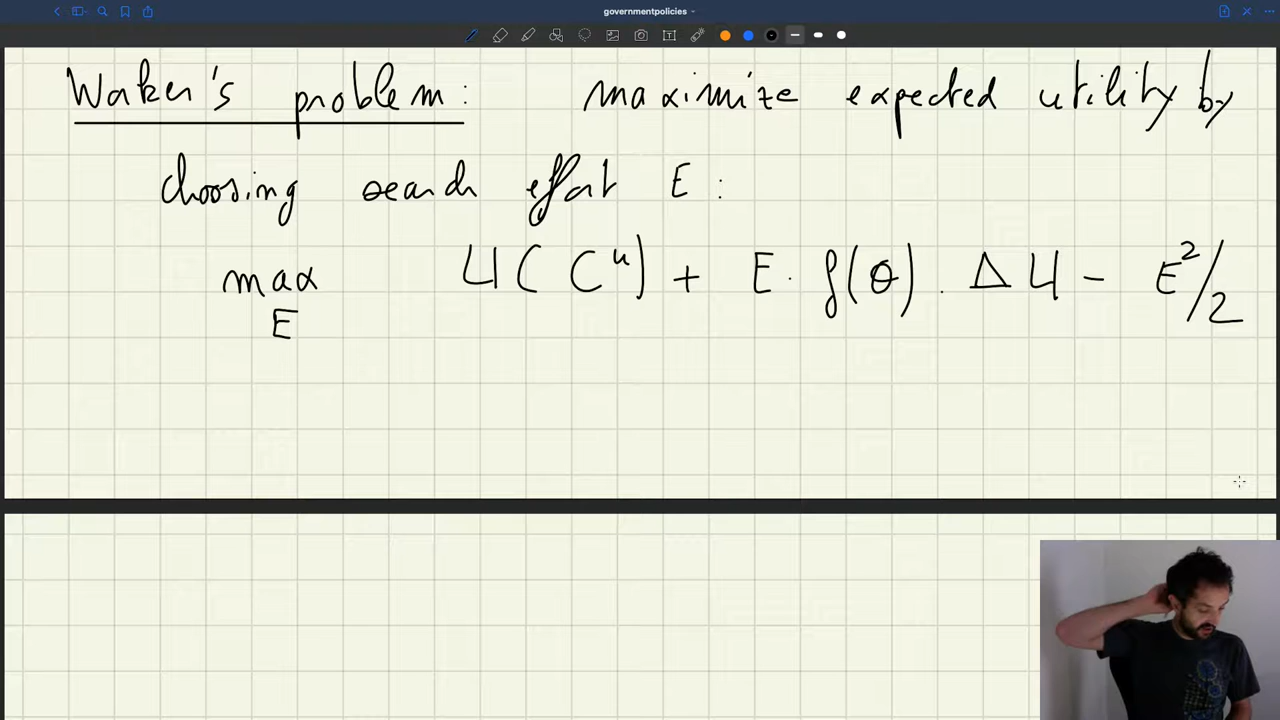 governmentpolicies
Worker's problem: maximize expected utility by
choosing search effort E :
max U(C^u) + E · f(θ) · ΔU − E²/2
E